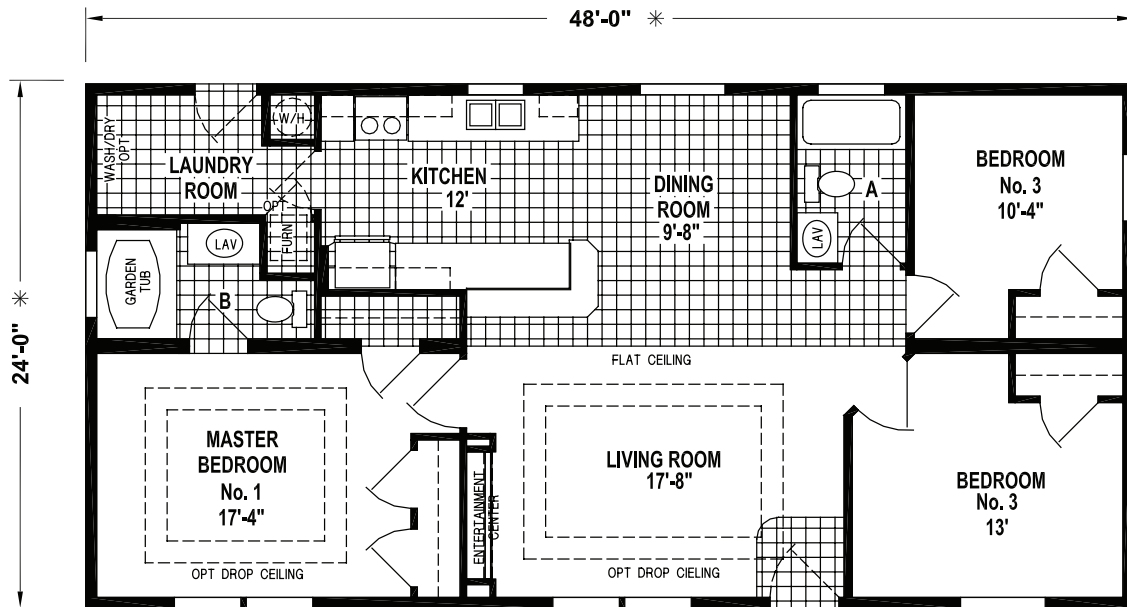 48'-0" ✳
24'-0" ✳
WASH/DRY
OPT
W/H
LAUNDRY
ROOM
OPT
FURN
KITCHEN
12'
DINING
ROOM
9'-8"
A
LAV
BEDROOM
No. 3
10'-4"
GARDEN
TUB
LAV
B
FLAT CEILING
MASTER
BEDROOM
No. 1
17'-4"
OPT DROP CIELING
ENTERTAINMENT
CENTER
LIVING ROOM
17'-8"
OPT DROP CIELING
BEDROOM
No. 3
13'